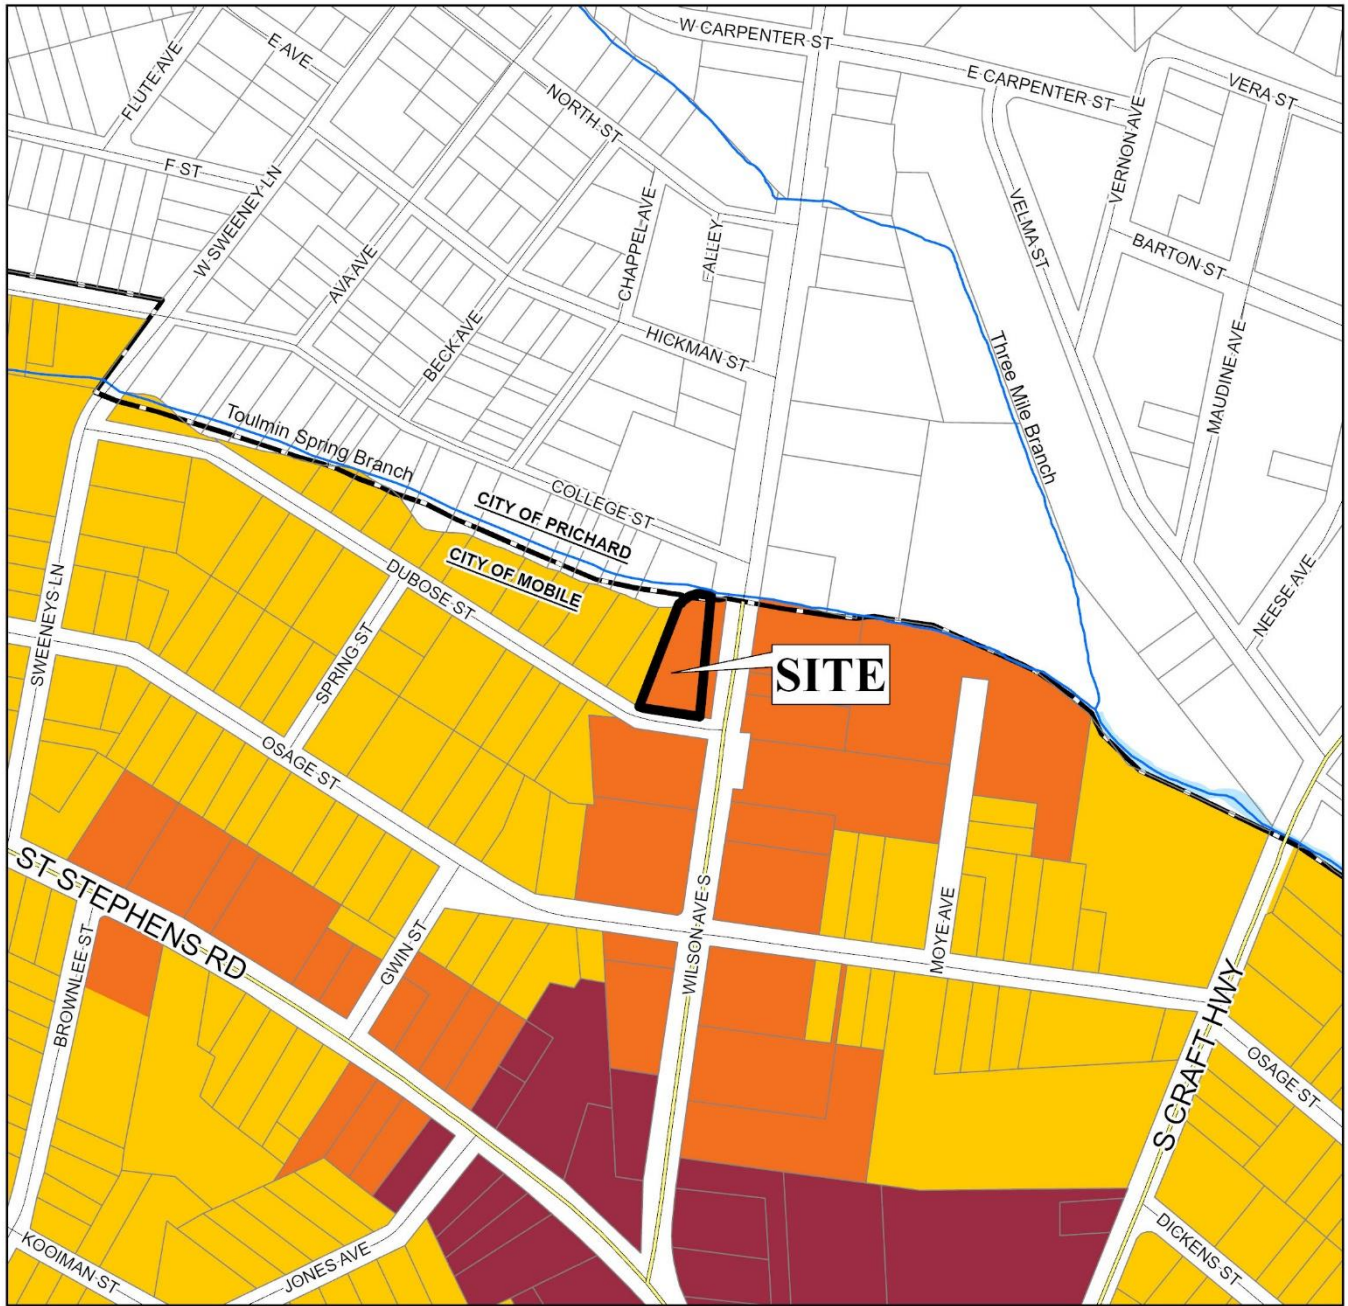 W CARPENTER ST
E CARPENTER ST
VERA ST
FLUTE AVE
E AVE
NORTH ST
VERNON AVE
F ST
W SWEENEY LN
CHAPPEL AVE
FALLEY
VELMA ST
BARTON ST
AVA AVE
BECK AVE
HICKMAN ST
Three Mile Branch
MAUDINE AVE
Toulmin Spring Branch
COLLEGE ST
CITY OF PRICHARD
CITY OF MOBILE
NEESE AVE
DUBOSE ST
SWEENEYS LN
SPRING ST
SITE
OSAGE ST
ST STEPHENS RD
GWIN ST
BROWNLEE ST
WILSON AVE S
MOYE AVE
S CRAFT HWY
OSAGE ST
DICKENS ST
KOOIMAN ST
JONES AVE